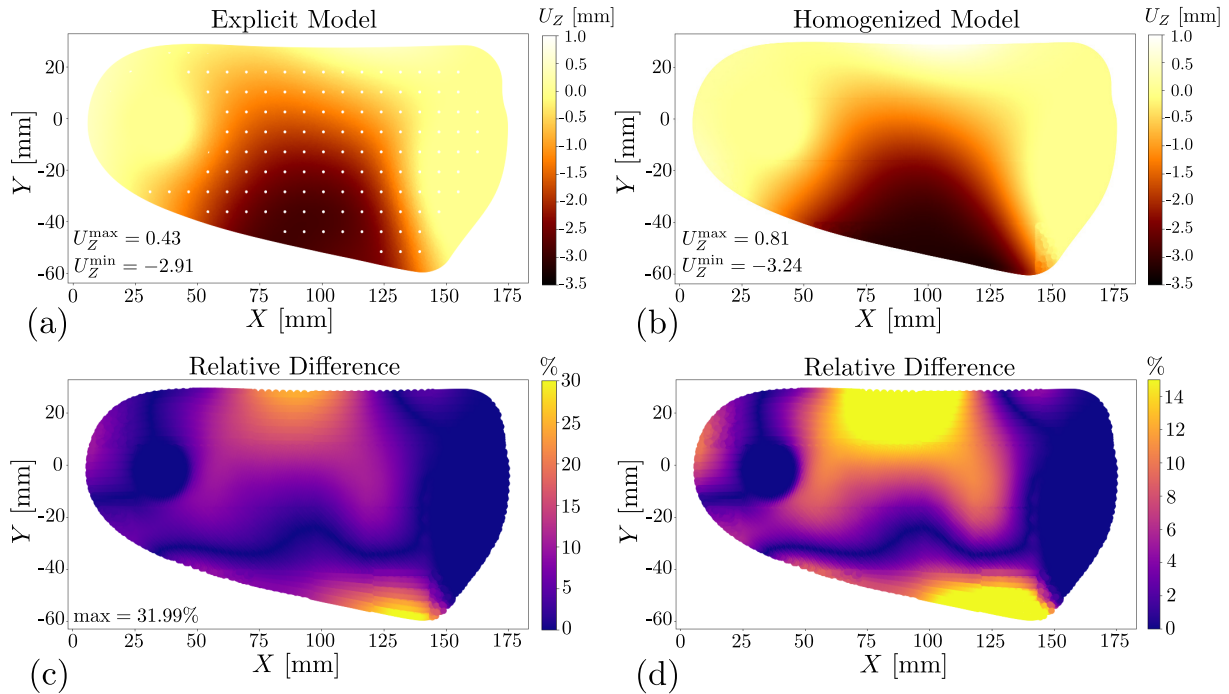 Explicit Model
U_Z [mm]
1.0
0.5
0.0
−0.5
−1.0
−1.5
−2.0
−2.5
−3.0
−3.5
20
0
-20
-40
-60
Y [mm]
U_Z^max = 0.43
U_Z^min = −2.91
0 25 50 75 100 125 150 175
X [mm]
(a)
Homogenized Model
U_Z [mm]
1.0
0.5
0.0
−0.5
−1.0
−1.5
−2.0
−2.5
−3.0
−3.5
20
0
-20
-40
-60
Y [mm]
U_Z^max = 0.81
U_Z^min = −3.24
0 25 50 75 100 125 150 175
X [mm]
(b)
Relative Difference
%
30
25
20
15
10
5
0
20
0
-20
-40
-60
Y [mm]
max = 31.99%
0 25 50 75 100 125 150 175
X [mm]
(c)
Relative Difference
%
14
12
10
8
6
4
2
0
20
0
-20
-40
-60
Y [mm]
0 25 50 75 100 125 150 175
X [mm]
(d)